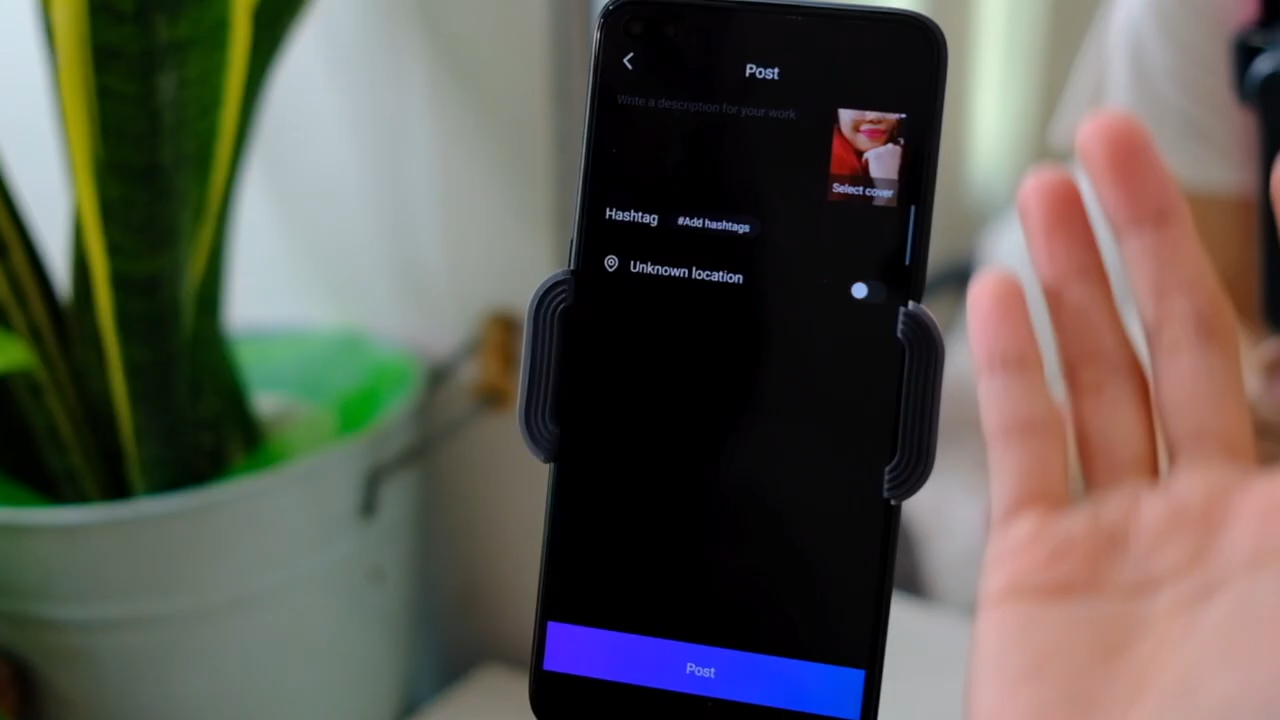 Post
Write a description for your work
Select cover
Hashtag #Add hashtags
Unknown location
Post